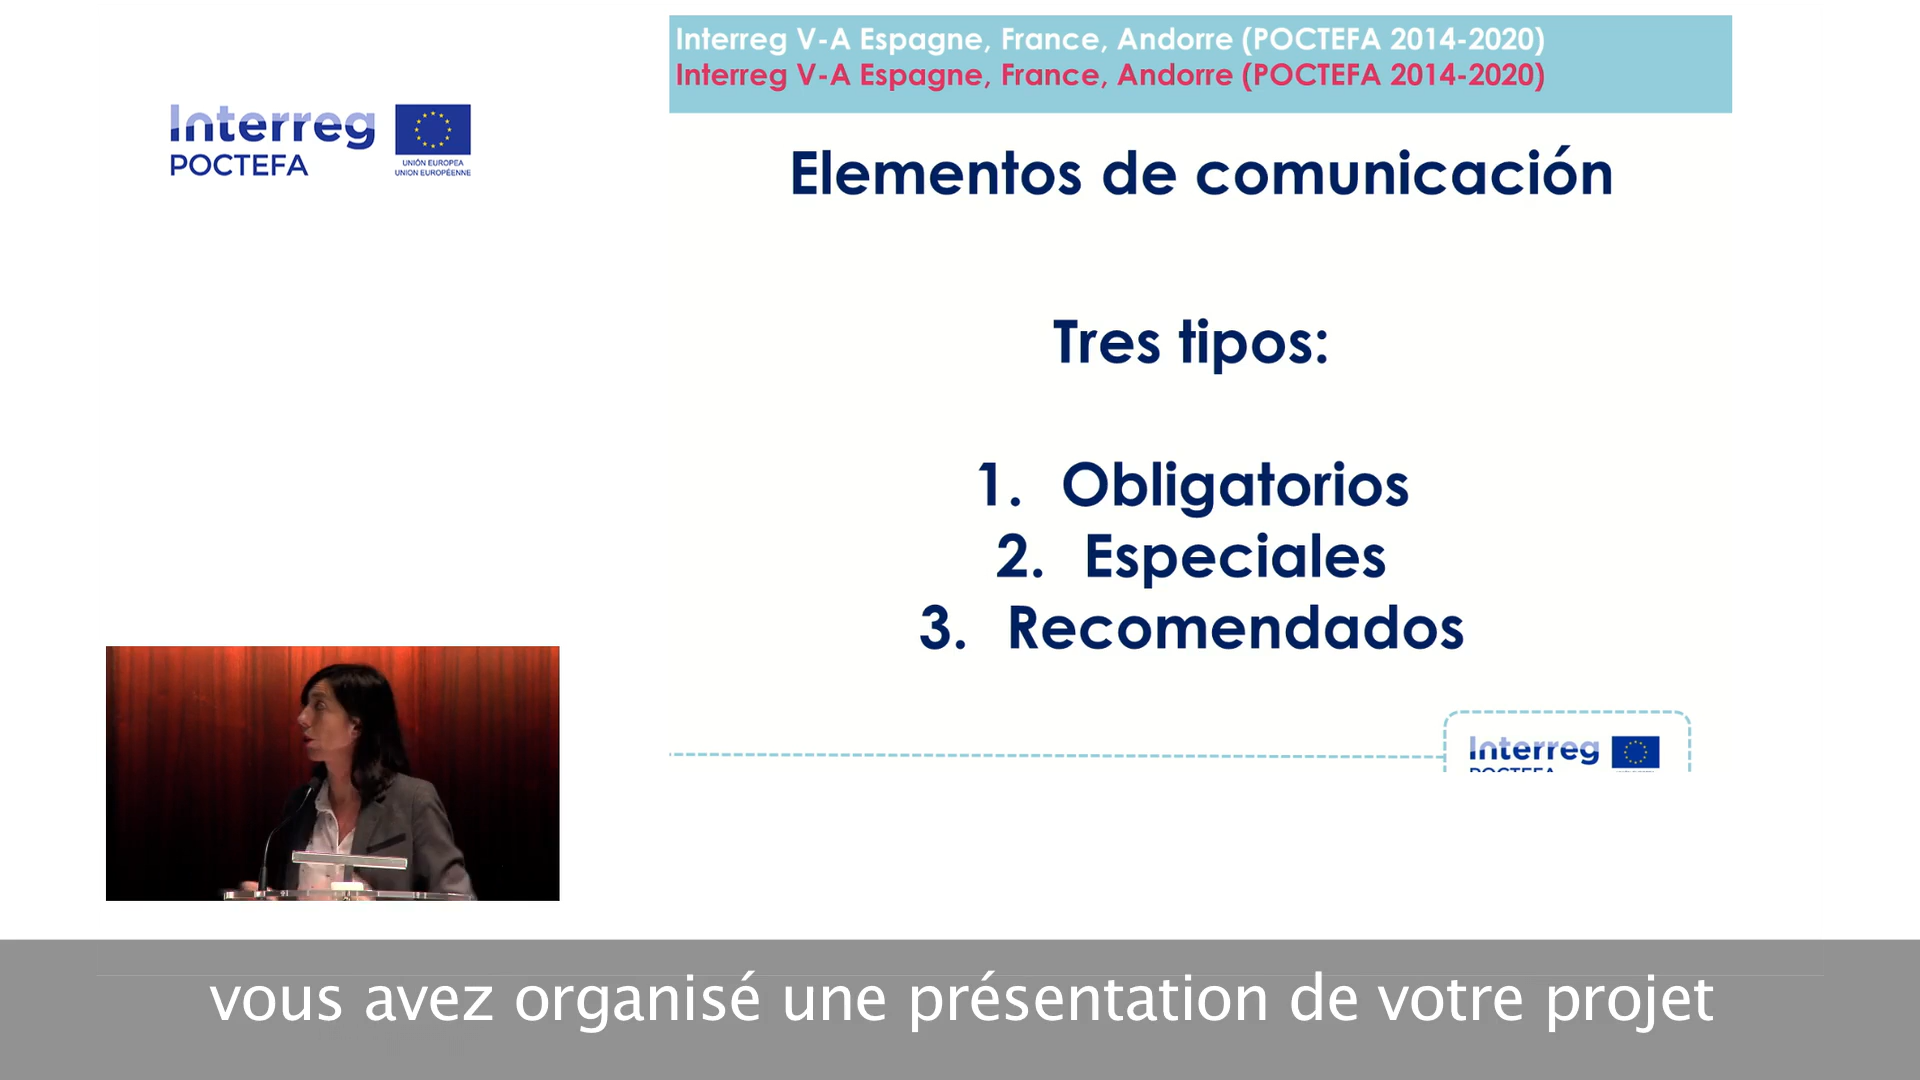 Interreg V-A Espagne, France, Andorre (POCTEFA 2014-2020)
Interreg V-A Espagne, France, Andorre (POCTEFA 2014-2020)
Interreg
POCTEFA
UNIÓN EUROPEA
UNION EUROPÉENNE
Elementos de comunicación
Tres tipos:
1. Obligatorios
2. Especiales
3. Recomendados
Interreg
POCTEFA
vous avez organisé une présentation de votre projet